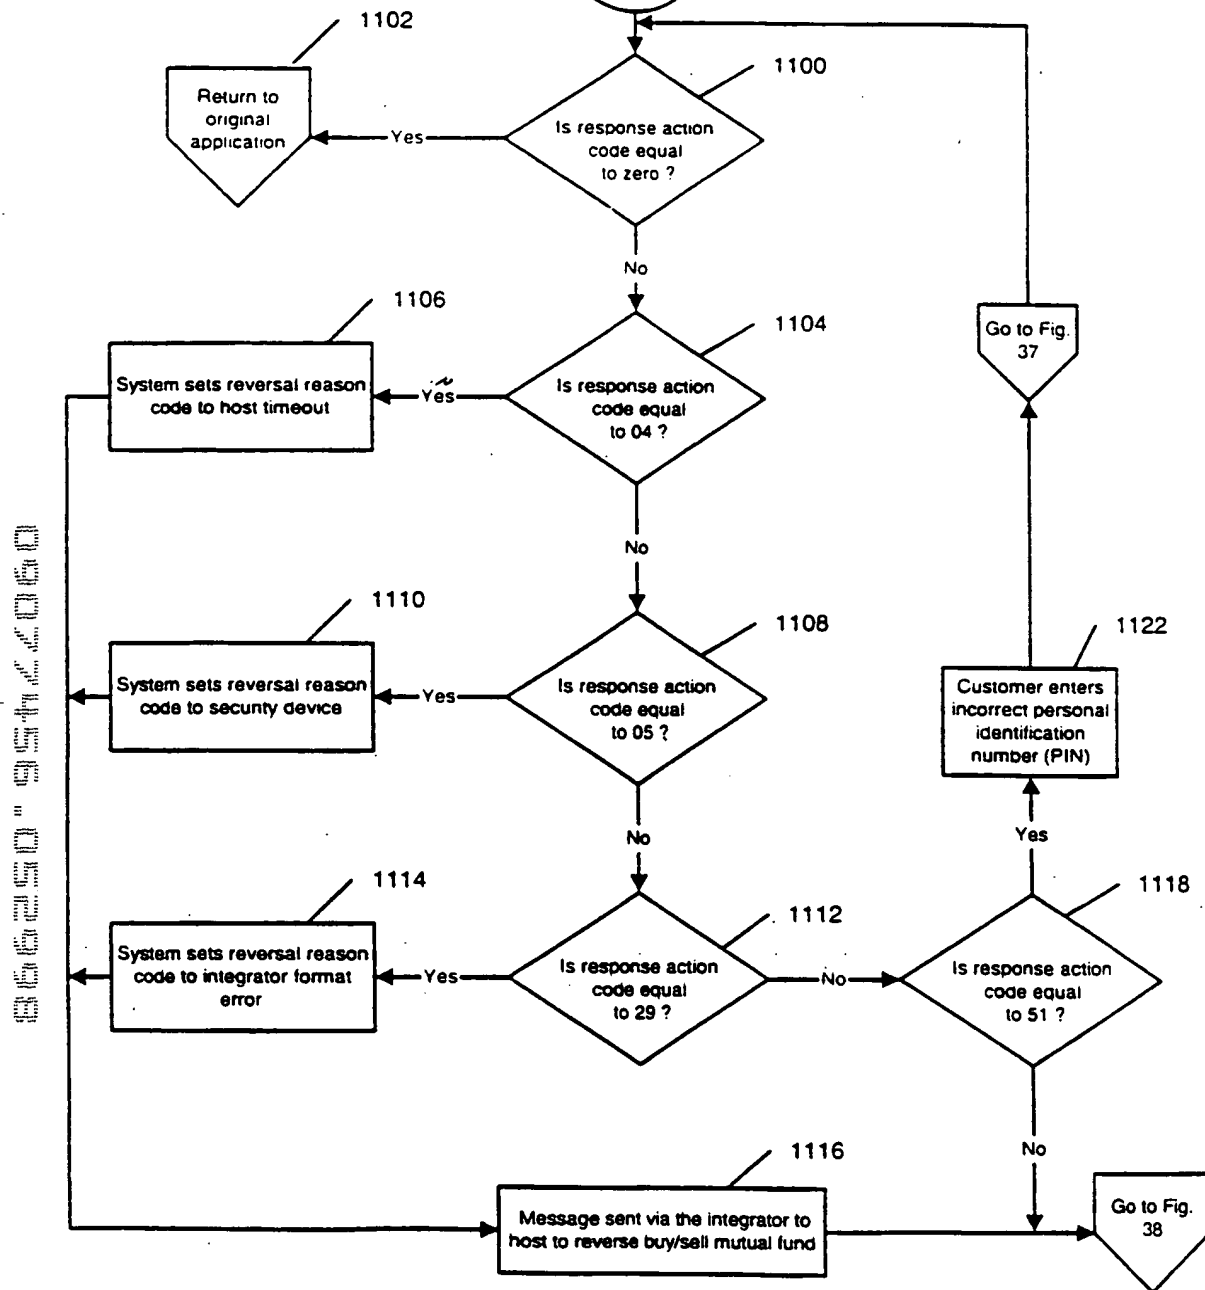 1102
1100
Return to
original
application
Yes
Is response action
code equal
to zero ?
No
1106
1104
Go to Fig.
37
System sets reversal reason
code to host timeout
Yes
Is response action
code equal
to 04 ?
No
1110
1108
1122
System sets reversal reason
code to security device
Yes
Is response action
code equal
to 05 ?
Customer enters
incorrect personal
identification
number (PIN)
No
Yes
1114
1112
1118
System sets reversal reason
code to integrator format
error
Yes
Is response action
code equal
to 29 ?
No
Is response action
code equal
to 51 ?
No
1116
Message sent via the integrator to
host to reverse buy/sell mutual fund
Go to Fig.
38
09077456.052998